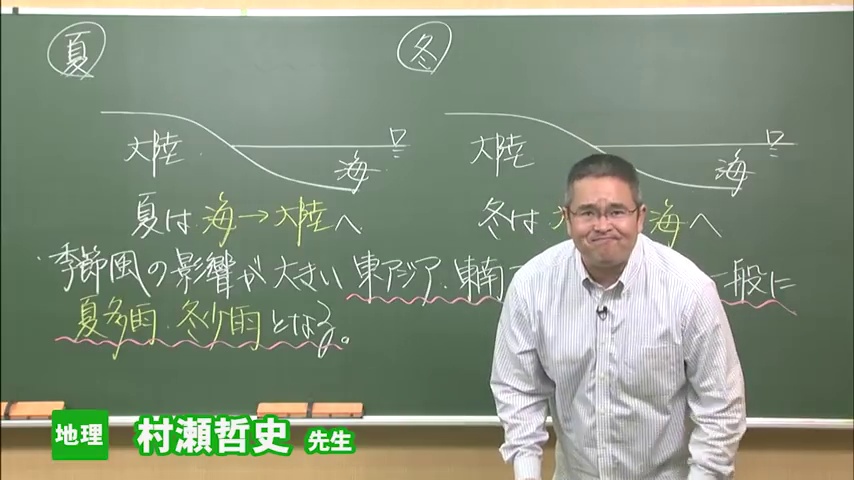 夏
冬
大陸
海
大陸
海
夏は 海→大陸へ
冬は 海へ
季節風の影響が大きい 東アジア・東南 一般に
夏多雨・冬少雨となる。
地理 村瀬哲史 先生